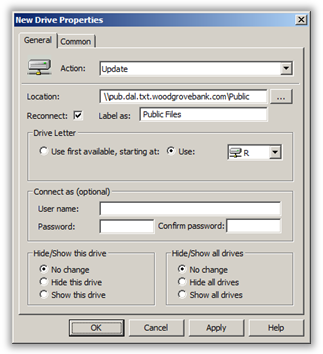 New Drive Properties
General Common
Action: Update
Location: \\pub.dal.txt.woodgrovebank.com\Public ...
Reconnect: Label as: Public Files
Drive Letter
Use first available, starting at: Use: R
Connect as (optional)
User name:
Password: Confirm password:
Hide/Show this drive Hide/Show all drives
No change No change
Hide this drive Hide all drives
Show this drive Show all drives
OK Cancel Apply Help